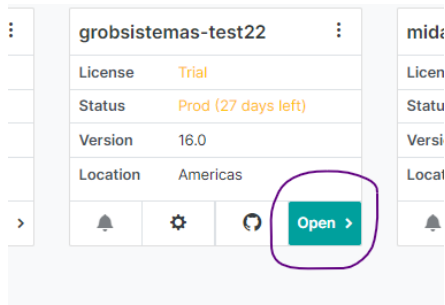 grobsistemas-test22
mida
License Trial
Licen
Status Prod (27 days left)
Statu
Version 16.0
Versi
Location Americas
Locat
Open